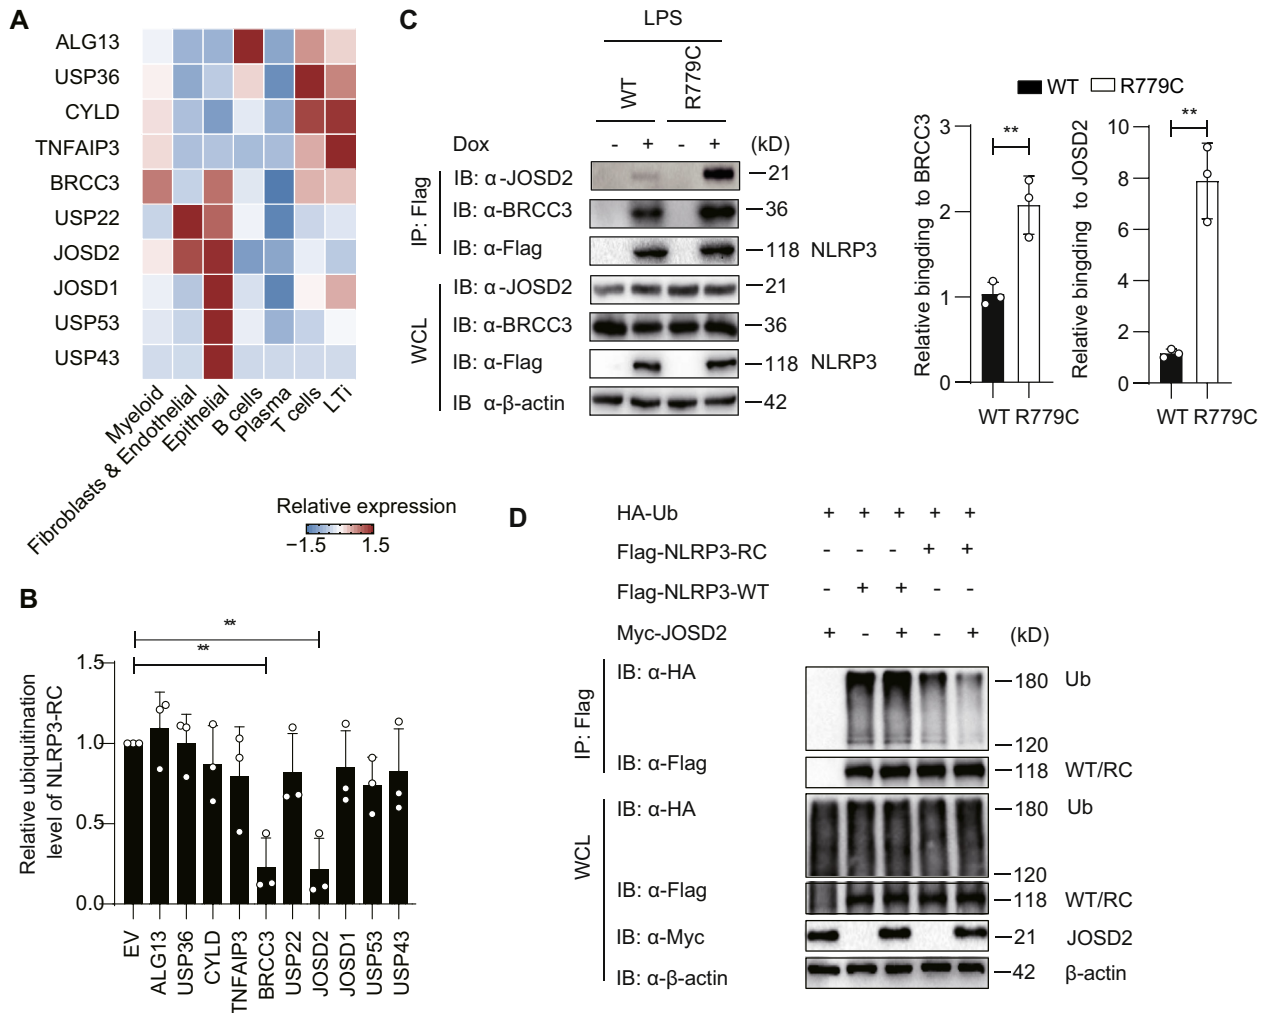 A
ALG13
USP36
CYLD
TNFAIP3
BRCC3
USP22
JOSD2
JOSD1
USP53
USP43
Myeloid
Fibroblasts & Endothelial
Epithelial
B cells
Plasma
T cells
LTi
Relative expression
−1.5 1.5
B
Relative ubiquitination
level of NLRP3-RC
1.5
1.0
0.5
0.0
**
**
EV
ALG13
USP36
CYLD
TNFAIP3
BRCC3
USP22
JOSD2
JOSD1
USP53
USP43
C
LPS
WT R779C
Dox - + - + (kD)
IP: Flag
IB: α-JOSD2 21
IB: α-BRCC3 36
IB: α-Flag 118 NLRP3
WCL
IB: α-JOSD2 21
IB: α-BRCC3 36
IB: α-Flag 118 NLRP3
IB α-β-actin 42
WT R779C
Relative bingding to BRCC3
3
2
1
0
**
WT R779C
Relative bingding to JOSD2
10
8
6
4
2
0
**
WT R779C
D
HA-Ub + + + + +
Flag-NLRP3-RC - - - + +
Flag-NLRP3-WT - + + - -
Myc-JOSD2 + - + - + (kD)
IP: Flag
IB: α-HA 180 Ub
120
IB: α-Flag 118 WT/RC
WCL
IB: α-HA 180 Ub
120
IB: α-Flag 118 WT/RC
IB: α-Myc 21 JOSD2
IB: α-β-actin 42 β-actin